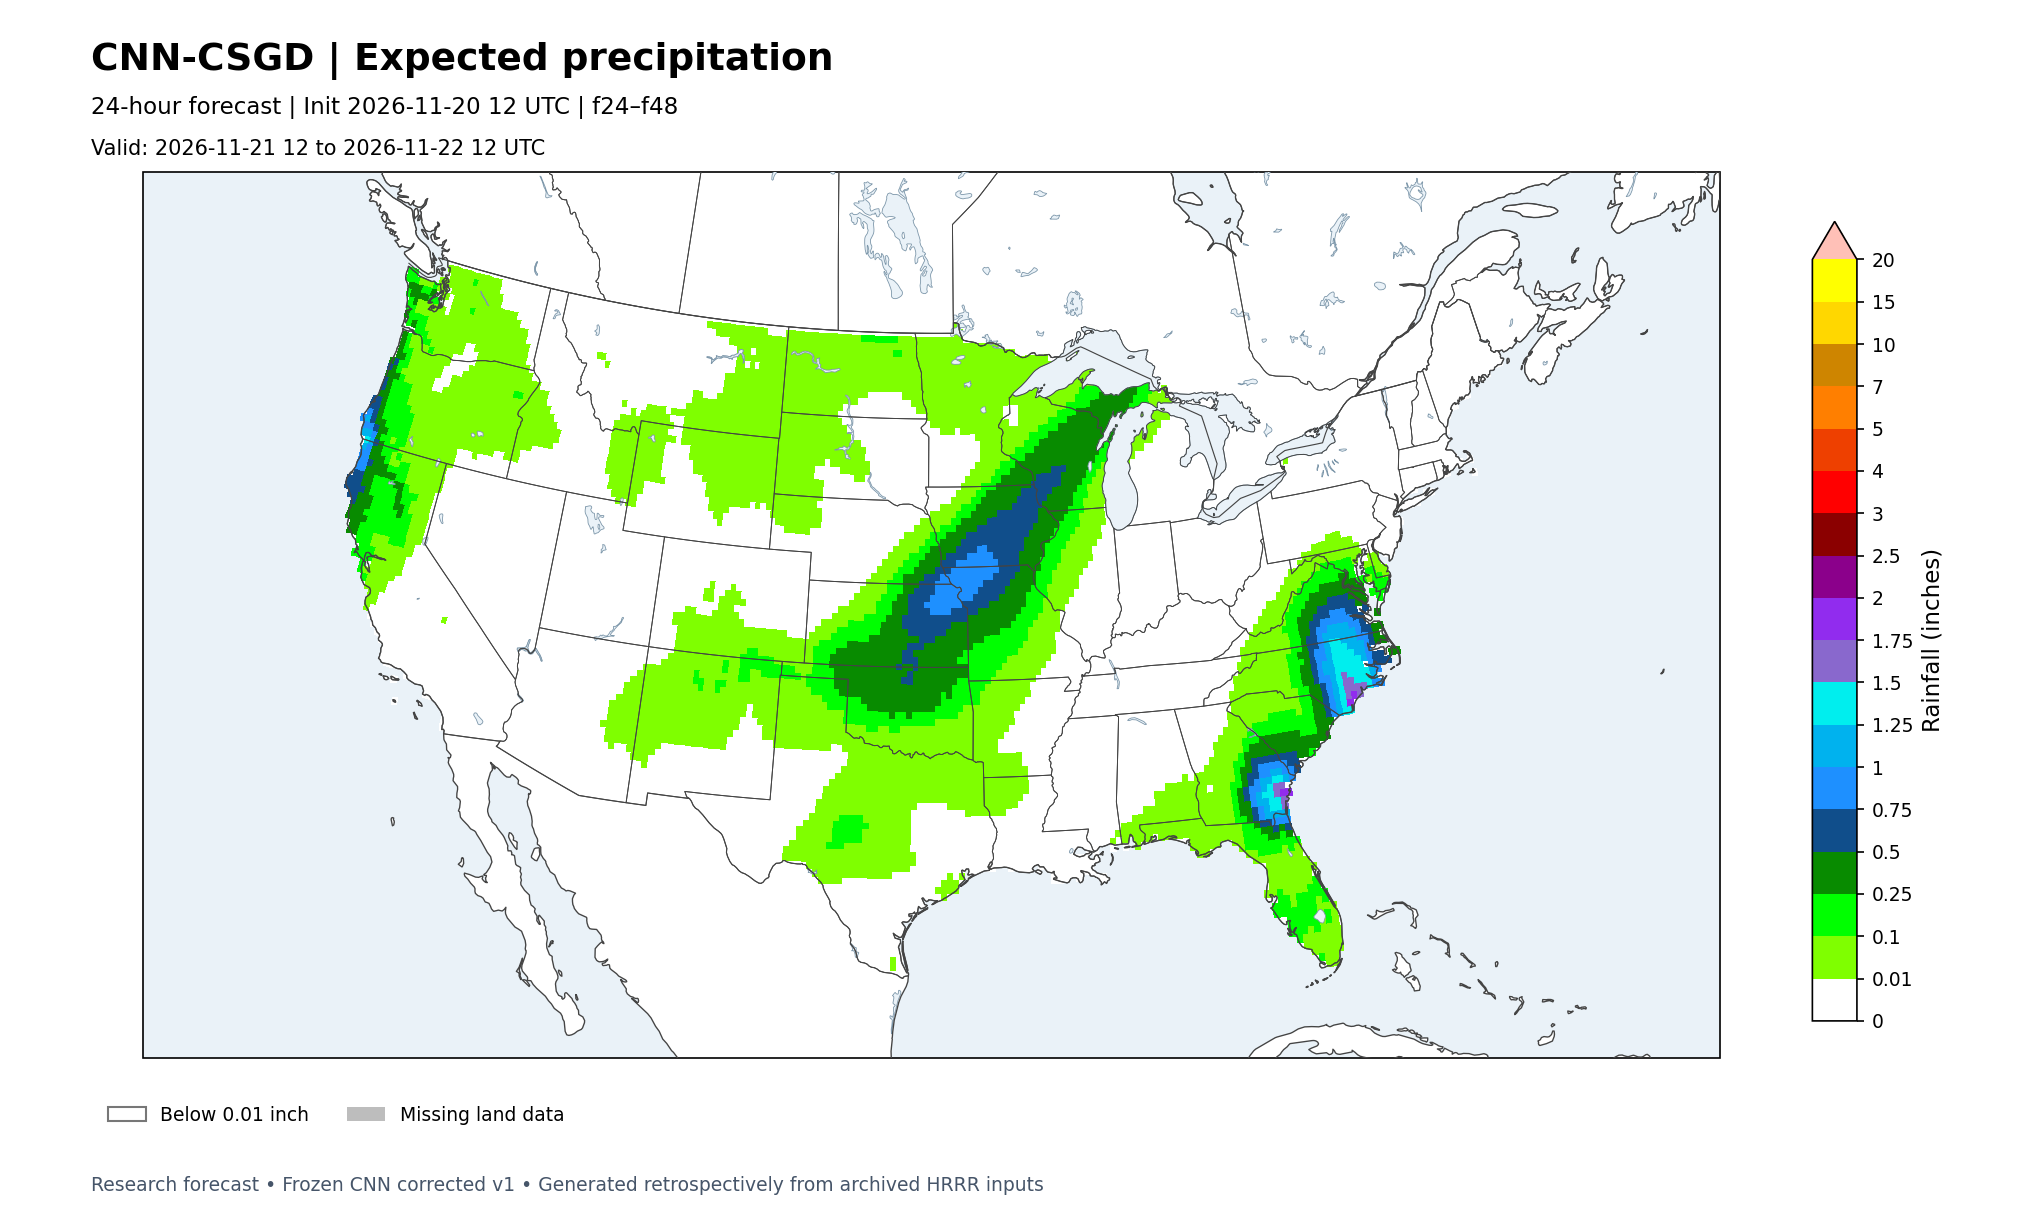 CNN-CSGD | Expected precipitation
24-hour forecast | Init 2026-11-20 12 UTC | f24–f48
Valid: 2026-11-21 12 to 2026-11-22 12 UTC
20
15
10
7
5
4
3
2.5
2
1.75
1.5
1.25
1
0.75
0.5
0.25
0.1
0.01
0
Rainfall (inches)
Below 0.01 inch
Missing land data
Research forecast • Frozen CNN corrected v1 • Generated retrospectively from archived HRRR inputs